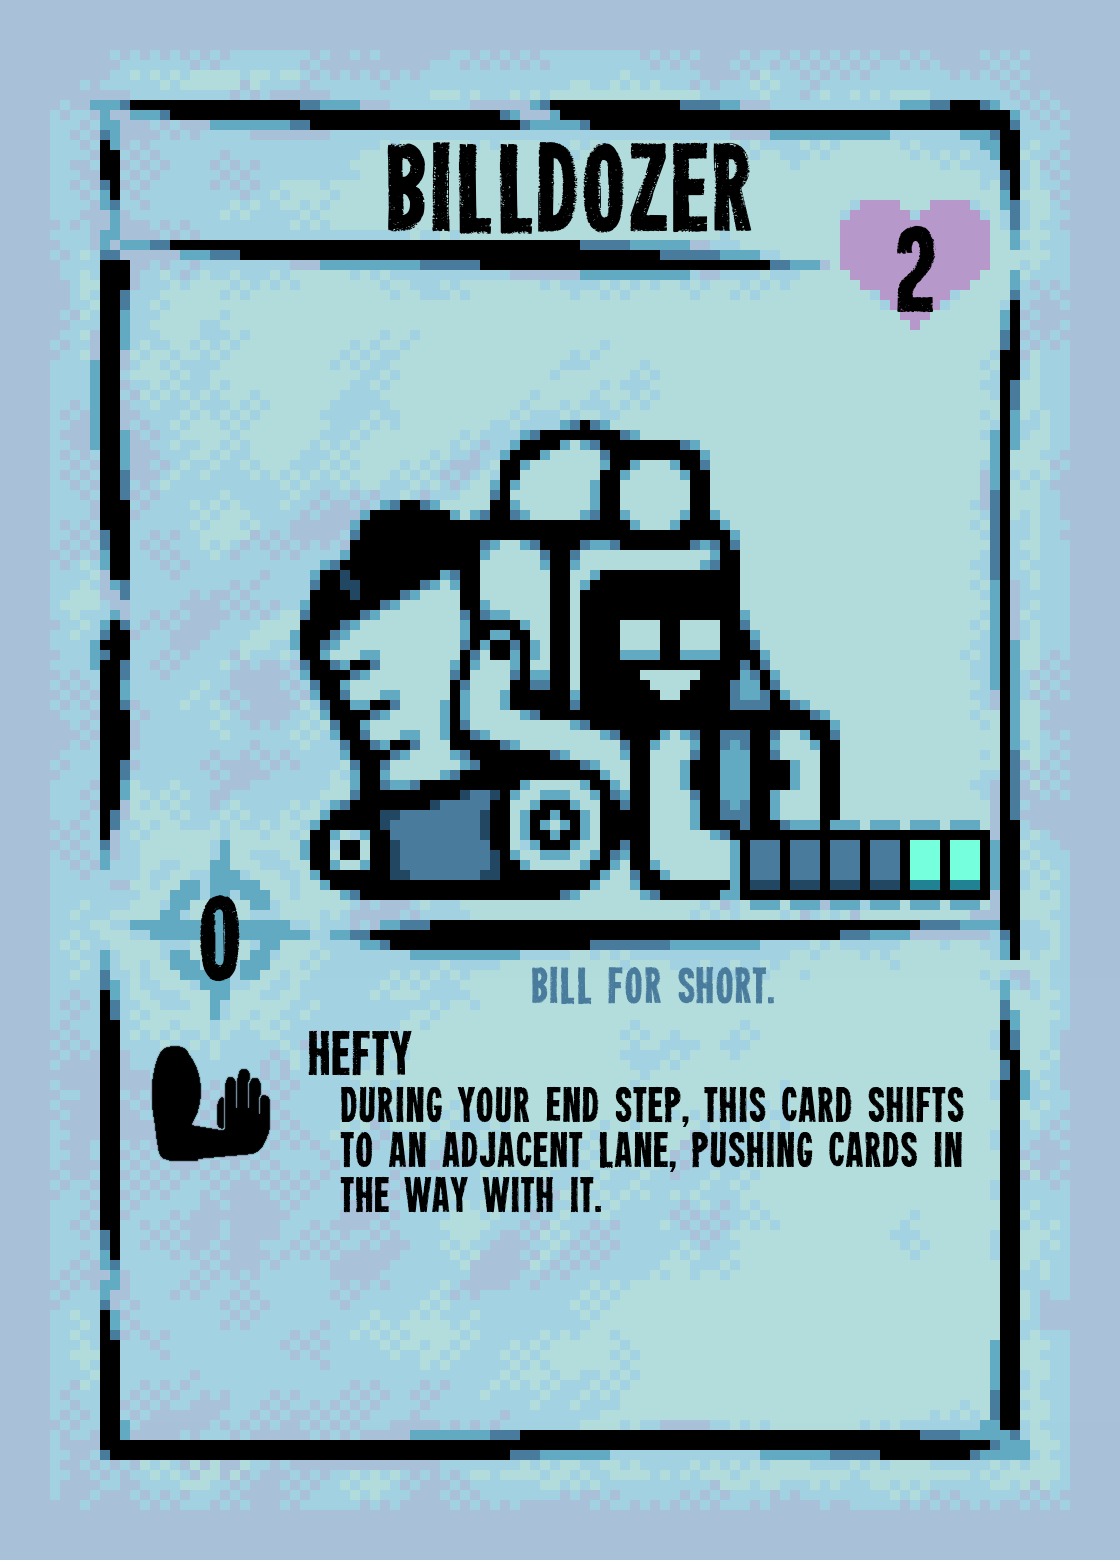 BILLDOZER
2
0
BILL FOR SHORT.
HEFTY
DURING YOUR END STEP, THIS CARD SHIFTS
TO AN ADJACENT LANE, PUSHING CARDS IN
THE WAY WITH IT.